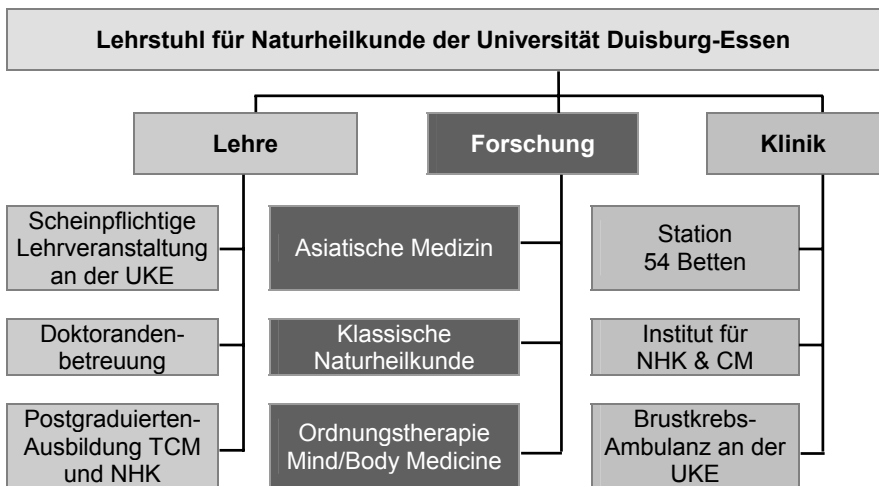 Lehrstuhl für Naturheilkunde der Universität Duisburg-Essen
Lehre
Forschung
Klinik
Scheinpflichtige
Lehrveranstaltung
an der UKE
Asiatische Medizin
Station
54 Betten
Doktoranden-
betreuung
Klassische
Naturheilkunde
Institut für
NHK & CM
Postgraduierten-
Ausbildung TCM
und NHK
Ordnungstherapie
Mind/Body Medicine
Brustkrebs-
Ambulanz an der
UKE